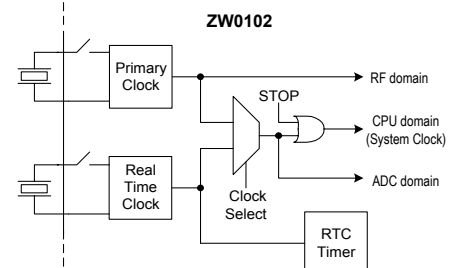 ZW0102
Primary
Clock
RF domain
STOP
CPU domain
(System Clock)
Real
Time
Clock
Clock
Select
ADC domain
RTC
Timer